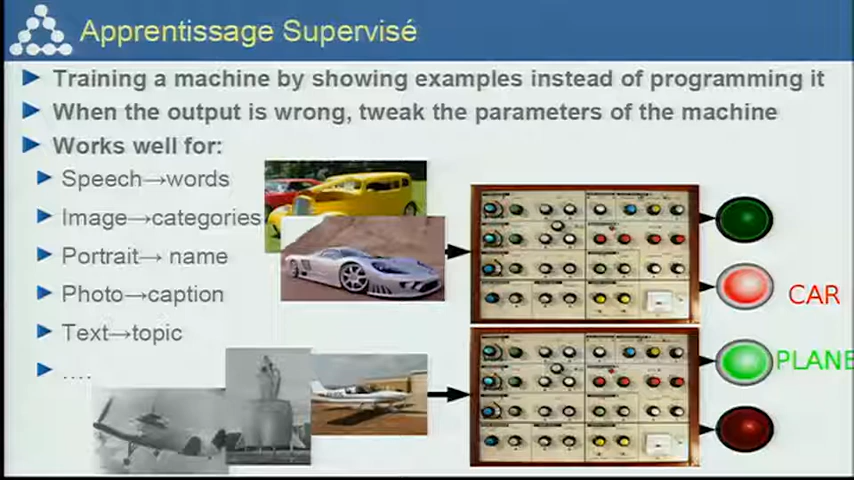 Apprentissage Supervisé
Training a machine by showing examples instead of programming it
When the output is wrong, tweak the parameters of the machine
Works well for:
Speech→words
Image→categories
Portrait→ name
Photo→caption
Text→topic
....
CAR
PLANE